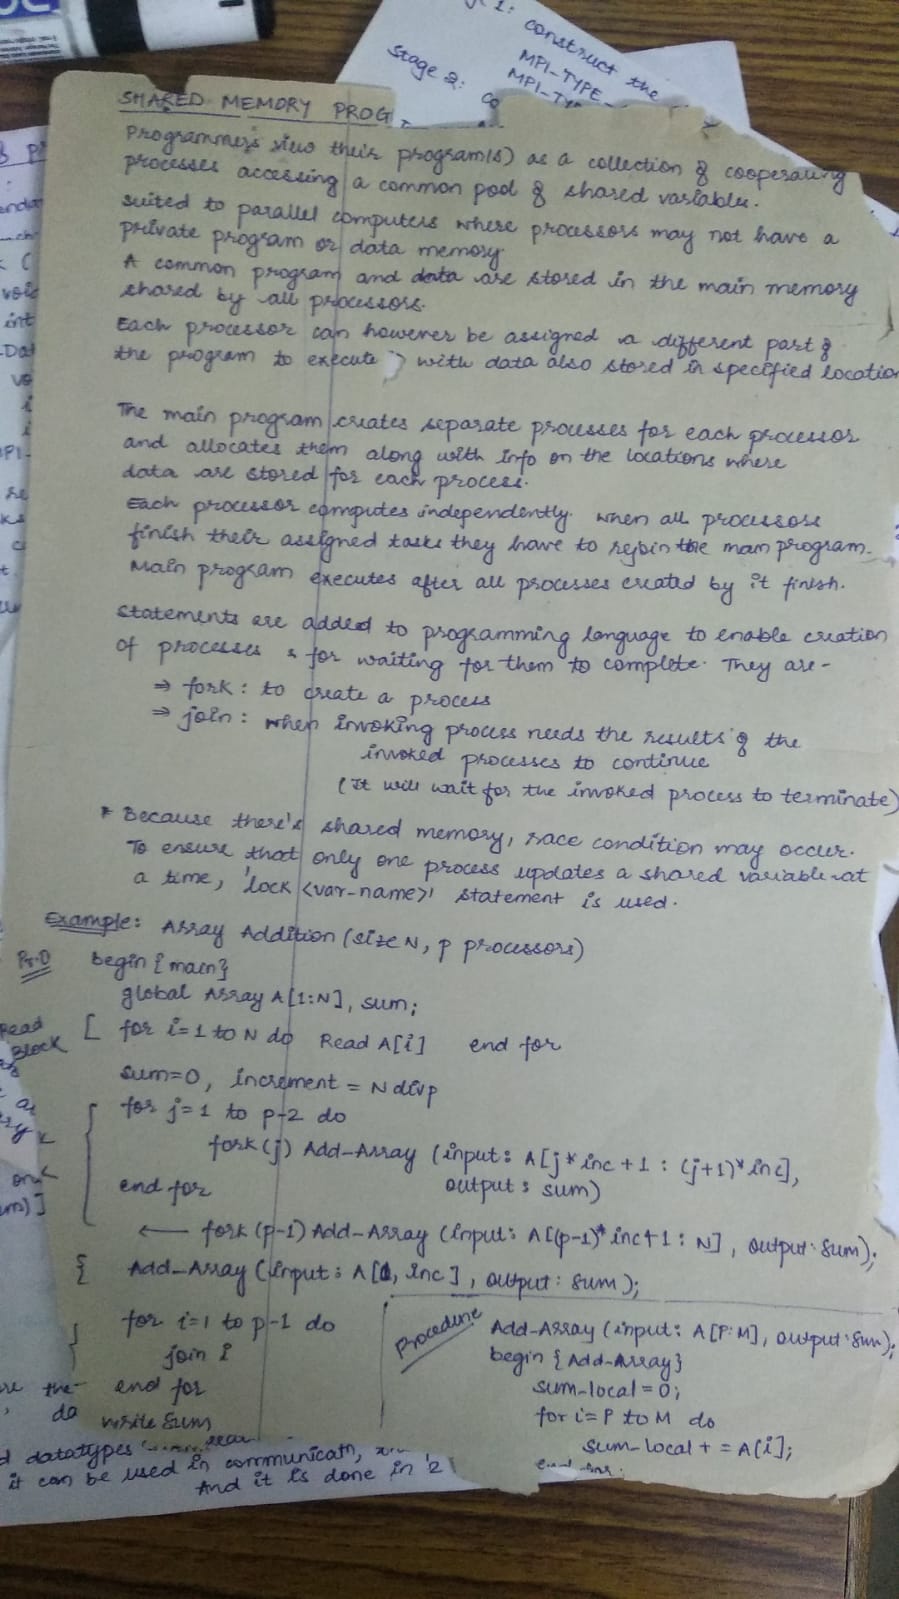 construct the
Stage 2:
MPI-TYPE-
SHARED MEMORY PROG
Programmers view their program(s) as a collection of cooperating
processes accessing a common pool of shared variables.
suited to parallel computers where processors may not have a
private program or data memory
A common program and data are stored in the main memory
shared by all processors.
Each processor can however be assigned a different part of
the program to execute, with data also stored in specified location
The main program creates separate processes for each processor
and allocates them along with info on the locations where
data are stored for each process.
Each processor computes independently. when all processors
finish their assigned tasks they have to rejoin the main program.
Main program executes after all processes created by it finish.
Statements are added to programming language to enable creation
of processes & for waiting for them to complete. They are -
⇒ fork: to create a process
⇒ join: when invoking process needs the results of the
invoked processes to continue
(It will wait for the invoked process to terminate)
* Because there's shared memory, race condition may occur.
To ensure that only one process updates a shared variable at
a time, 'lock <var-name>' statement is used.
Example: Array Addition (size N, p processors)
Pr.0 begin {main}
global Array A[1:N], sum;
[ for i=1 to N do Read A[i] end for
sum=0, increment = N div p
for j=1 to p-2 do
fork(j) Add-Array (input: A[j*inc+1 : (j+1)*inc],
output: sum)
end for
← fork (p-1) Add-Array (input: A[(p-1)*inc+1 : N], output: sum);
{ Add-Array (input: A[1, inc], output: sum);
for i=1 to p-1 do
join i
end for
write sum
Procedure Add-Array (input: A[P:M], output: sum);
begin {Add-Array}
sum-local = 0;
for i=P to M do
sum-local + = A[i];
end for.
Read
Block
datatypes
it can be used in
And it is done in 2